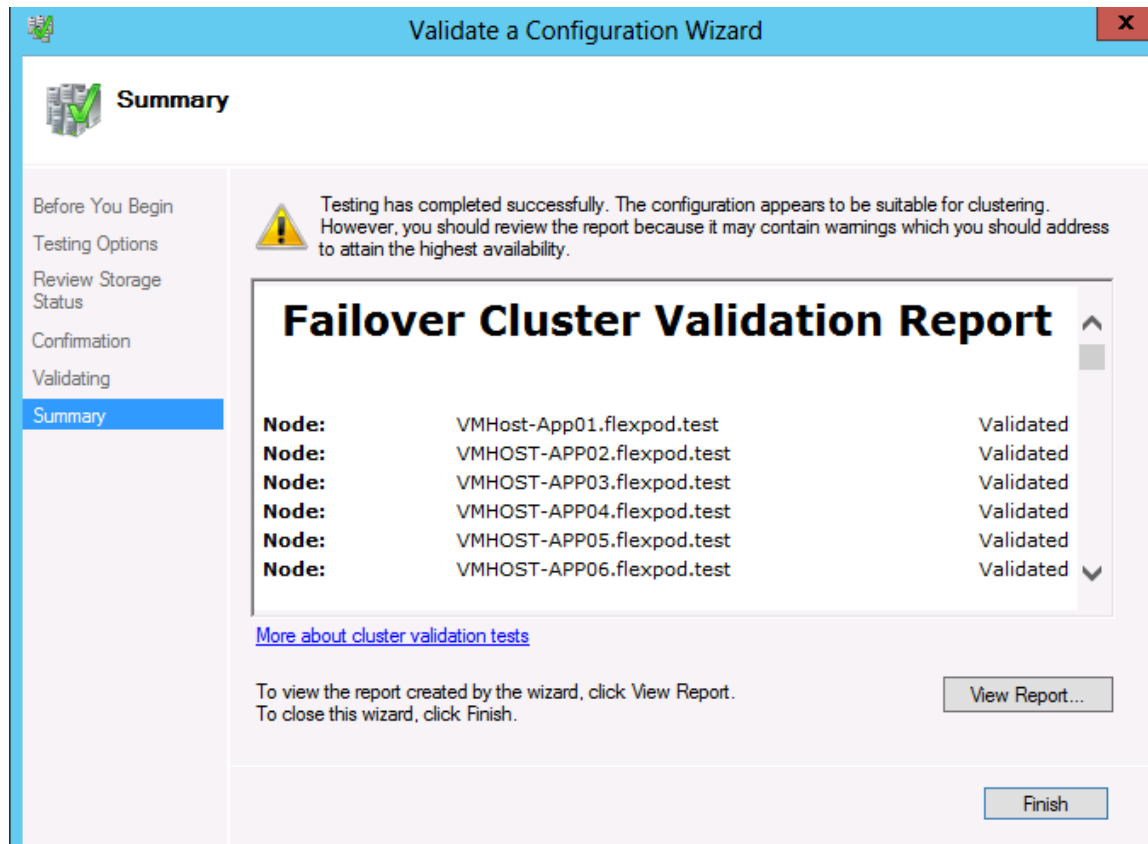 Validate a Configuration Wizard
x
Summary
Before You Begin
Testing Options
Review Storage
Status
Confirmation
Validating
Summary
Testing has completed successfully. The configuration appears to be suitable for clustering.
However, you should review the report because it may contain warnings which you should address
to attain the highest availability.
Failover Cluster Validation Report
Node: VMHost-App01.flexpod.test Validated
Node: VMHOST-APP02.flexpod.test Validated
Node: VMHOST-APP03.flexpod.test Validated
Node: VMHOST-APP04.flexpod.test Validated
Node: VMHOST-APP05.flexpod.test Validated
Node: VMHOST-APP06.flexpod.test Validated
More about cluster validation tests
To view the report created by the wizard, click View Report.
To close this wizard, click Finish.
View Report...
Finish